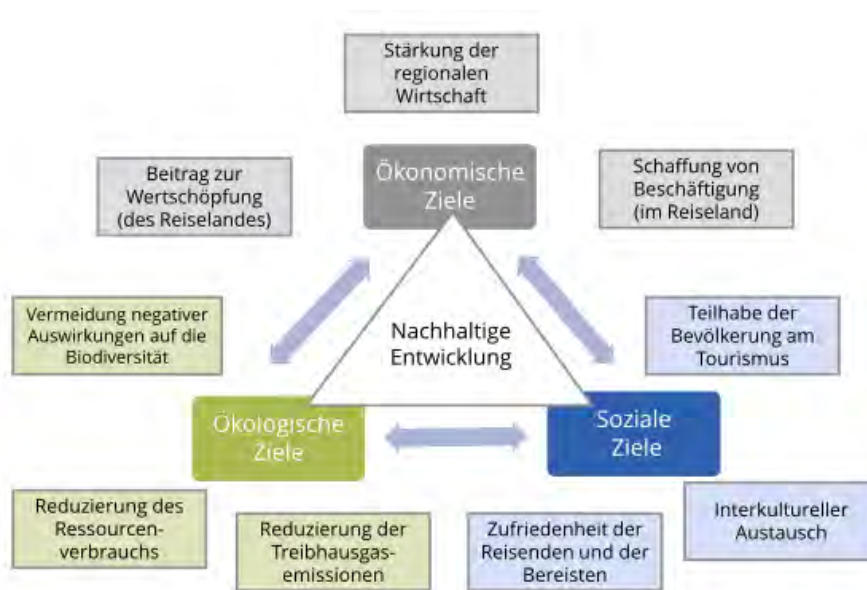 Stärkung der
regionalen
Wirtschaft
Beitrag zur
Wertschöpfung
(des Reiselandes)
Ökonomische
Ziele
Schaffung von
Beschäftigung
(im Reiseland)
Vermeidung negativer
Auswirkungen auf die
Biodiversität
Nachhaltige
Entwicklung
Teilhabe der
Bevölkerung am
Tourismus
Ökologische
Ziele
Soziale
Ziele
Reduzierung des
Ressourcen-
verbrauchs
Reduzierung der
Treibhausgas-
emissionen
Zufriedenheit der
Reisenden und der
Bereisten
Interkultureller
Austausch